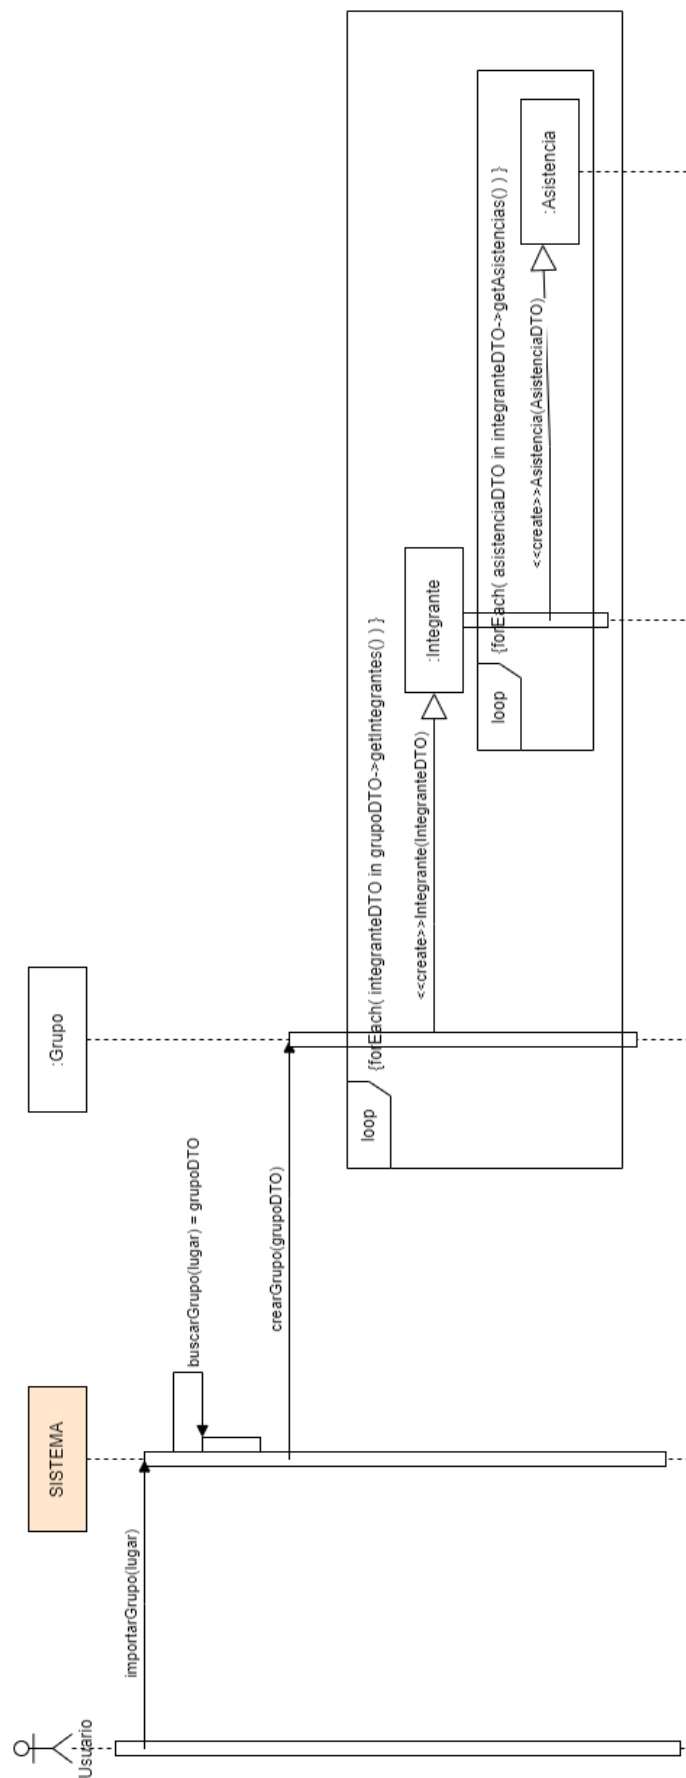 Usuario
SISTEMA
:Grupo
importarGrupo(lugar)
buscarGrupo(lugar) = grupoDTO
crearGrupo(grupoDTO)
loop
{forEach( integranteDTO in grupoDTO->getIntegrantes() ) }
<<create>>Integrante(IntegranteDTO)
:Integrante
loop
{forEach( asistenciaDTO in integranteDTO->getAsistencias() ) }
<<create>>Asistencia(AsistenciaDTO)
:Asistencia